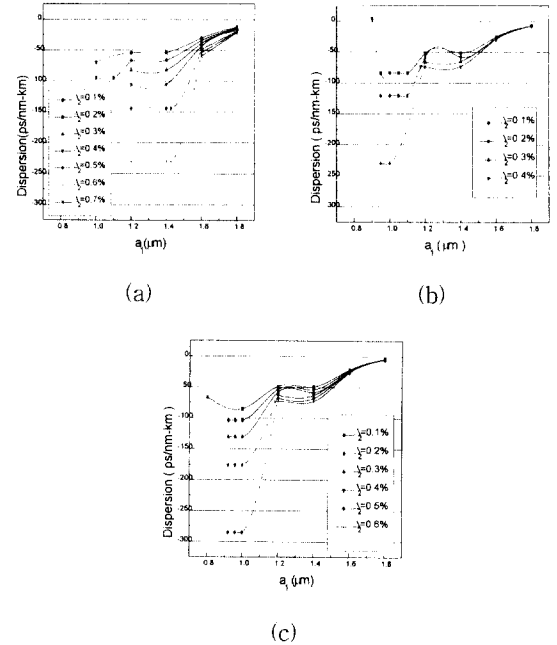 (a)
Dispersion(ps/nm-km)
0
-50
-100
-150
-200
-250
-300
λ₂=0.1%
λ₂=0.2%
λ₂=0.3%
λ₂=0.4%
λ₂=0.5%
λ₂=0.6%
λ₂=0.7%
0.8 1.0 1.2 1.4 1.6 1.8
a₁(μm)
(a)
Dispersion ( ps/nm-km)
0
-50
-100
-150
-200
-250
-300
λ₂=0.1%
λ₂=0.2%
λ₂=0.3%
λ₂=0.4%
0.8 1.0 1.2 1.4 1.6 1.8
a₁ (μm)
(b)
Dispersion ( ps/nm-km)
0
-50
-100
-150
-200
-250
-300
λ₂=0.1%
λ₂=0.2%
λ₂=0.3%
λ₂=0.4%
λ₂=0.5%
λ₂=0.6%
0.8 1.0 1.2 1.4 1.6 1.8
a₁ (μm)
(c)